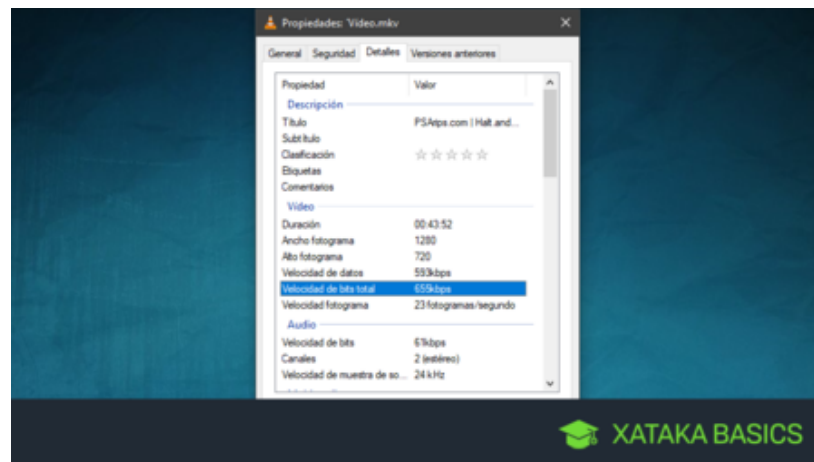 Propiedades: 'Vídeo.mkv
General Seguridad Detalles Versiones anteriores
Propiedad Valor
Descripción
Título PSArips.com | Halt.and...
Subtítulo
Clasificación
Etiquetas
Comentarios
Vídeo
Duración 00:43:52
Ancho fotograma 1280
Alto fotograma 720
Velocidad de datos 593kbps
Velocidad de bits total 655kbps
Velocidad fotograma 23 fotogramas/segundo
Audio
Velocidad de bits 61kbps
Canales 2 (estéreo)
Velocidad de muestra de so... 24 kHz
XATAKA BASICS